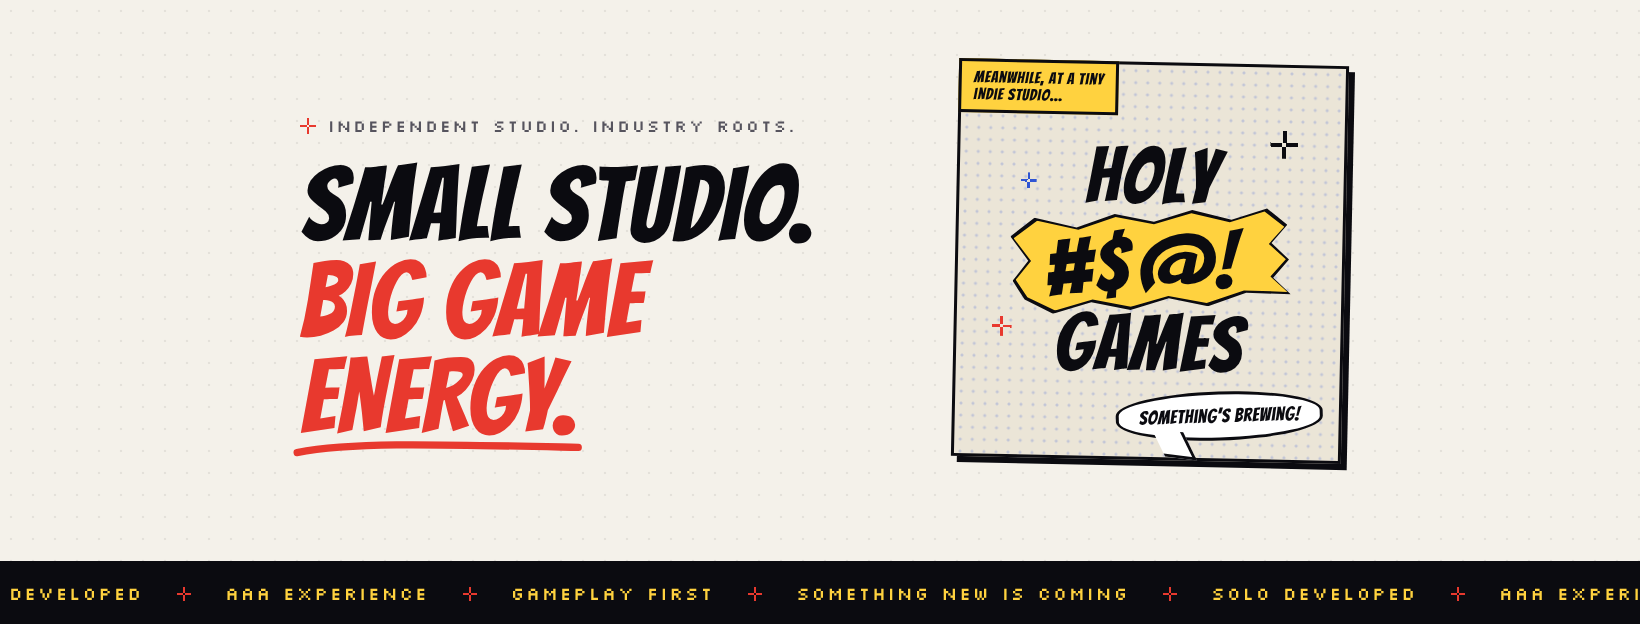 INDEPENDENT STUDIO. INDUSTRY ROOTS.
SMALL STUDIO.
BIG GAME
ENERGY.
MEANWHILE, AT A TINY
INDIE STUDIO...
HOLY
#$@!
GAMES
SOMETHING'S BREWING!
DEVELOPED AAA EXPERIENCE GAMEPLAY FIRST SOMETHING NEW IS COMING SOLO DEVELOPED AAA EXPERI